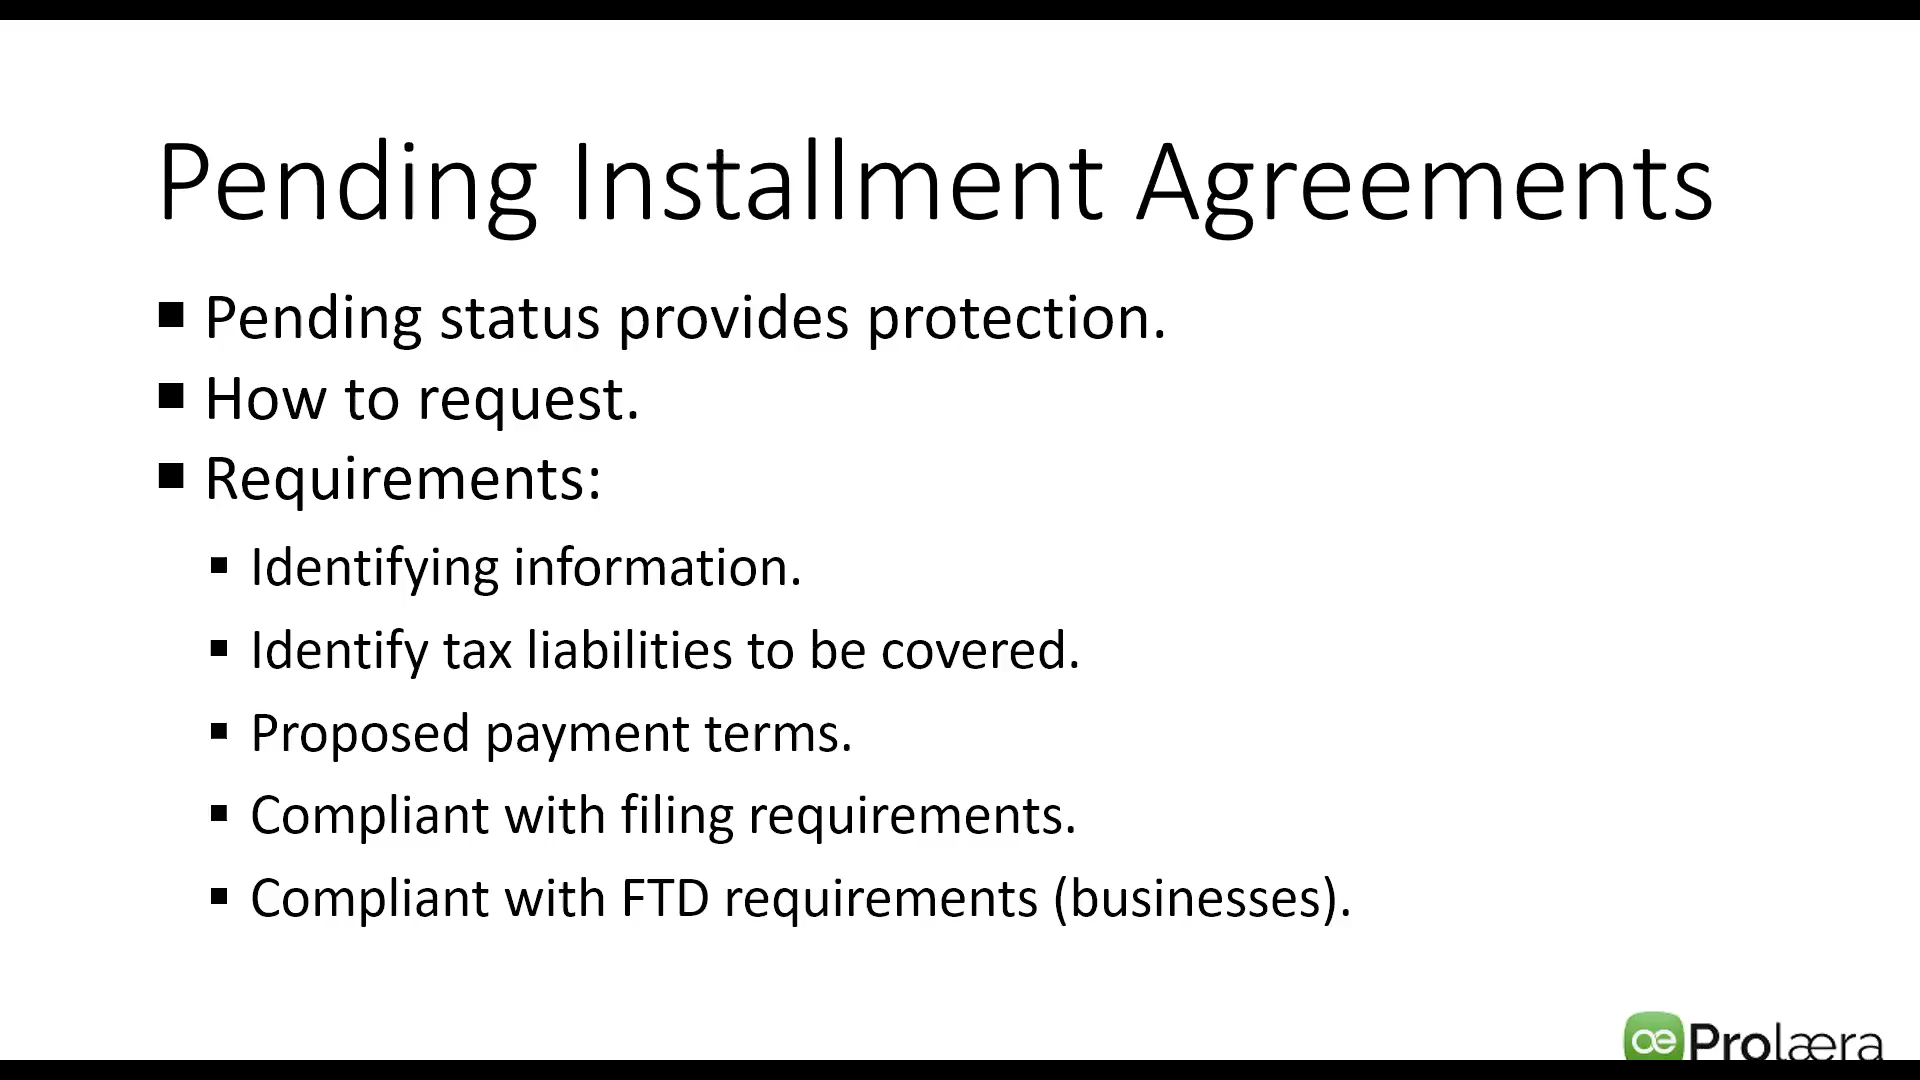 Pending Installment Agreements
■ Pending status provides protection.
■ How to request.
■ Requirements:
▪ Identifying information.
▪ Identify tax liabilities to be covered.
▪ Proposed payment terms.
▪ Compliant with filing requirements.
▪ Compliant with FTD requirements (businesses).
æ Prolæra